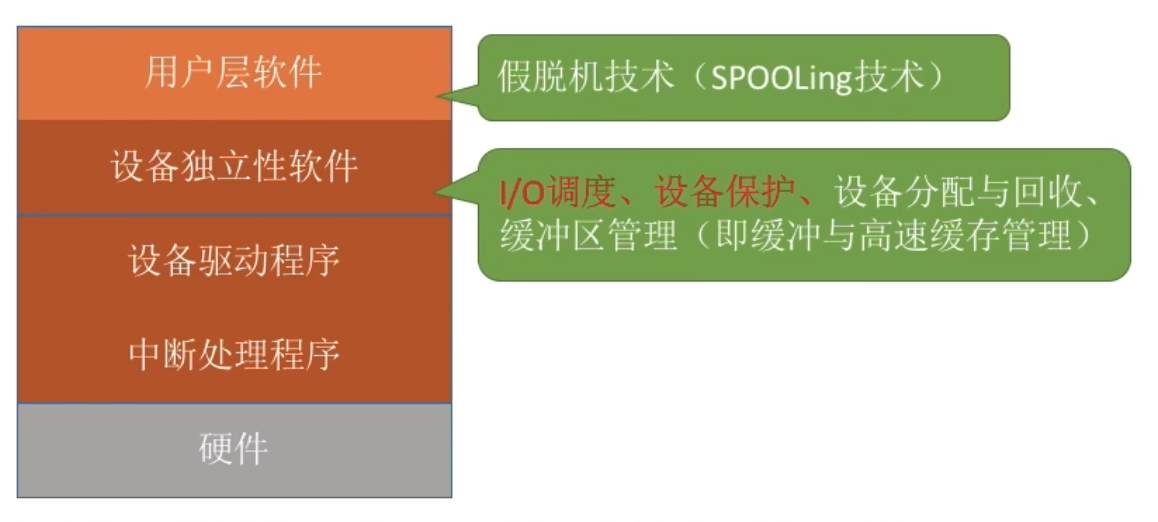 用户层软件
假脱机技术（SPOOLing技术）
设备独立性软件
I/O调度、设备保护、设备分配与回收、
缓冲区管理（即缓冲与高速缓存管理）
设备驱动程序
中断处理程序
硬件